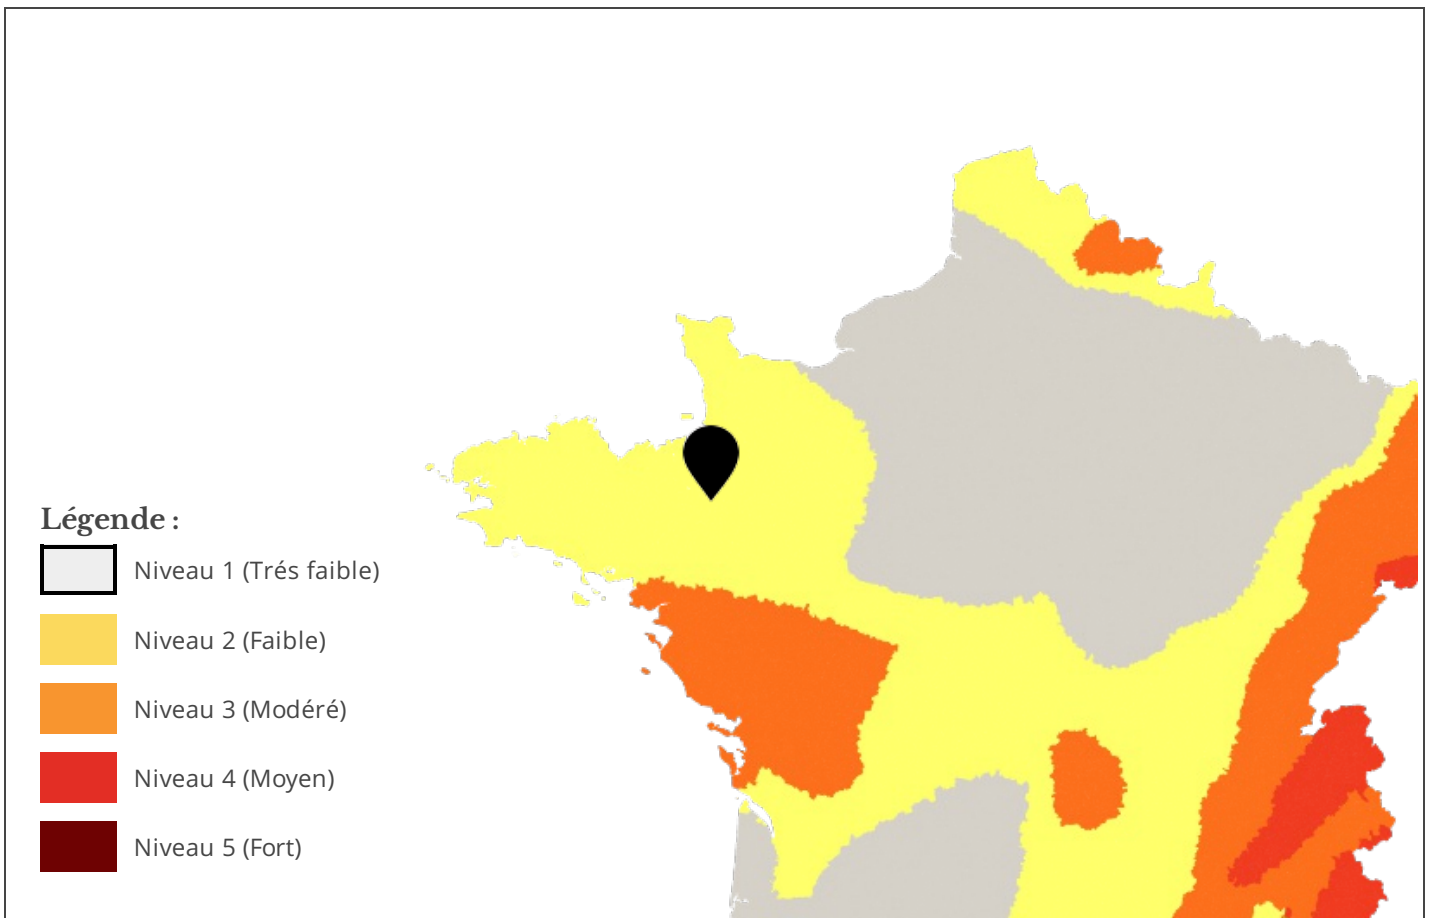 Légende :
Niveau 1 (Trés faible)
Niveau 2 (Faible)
Niveau 3 (Modéré)
Niveau 4 (Moyen)
Niveau 5 (Fort)